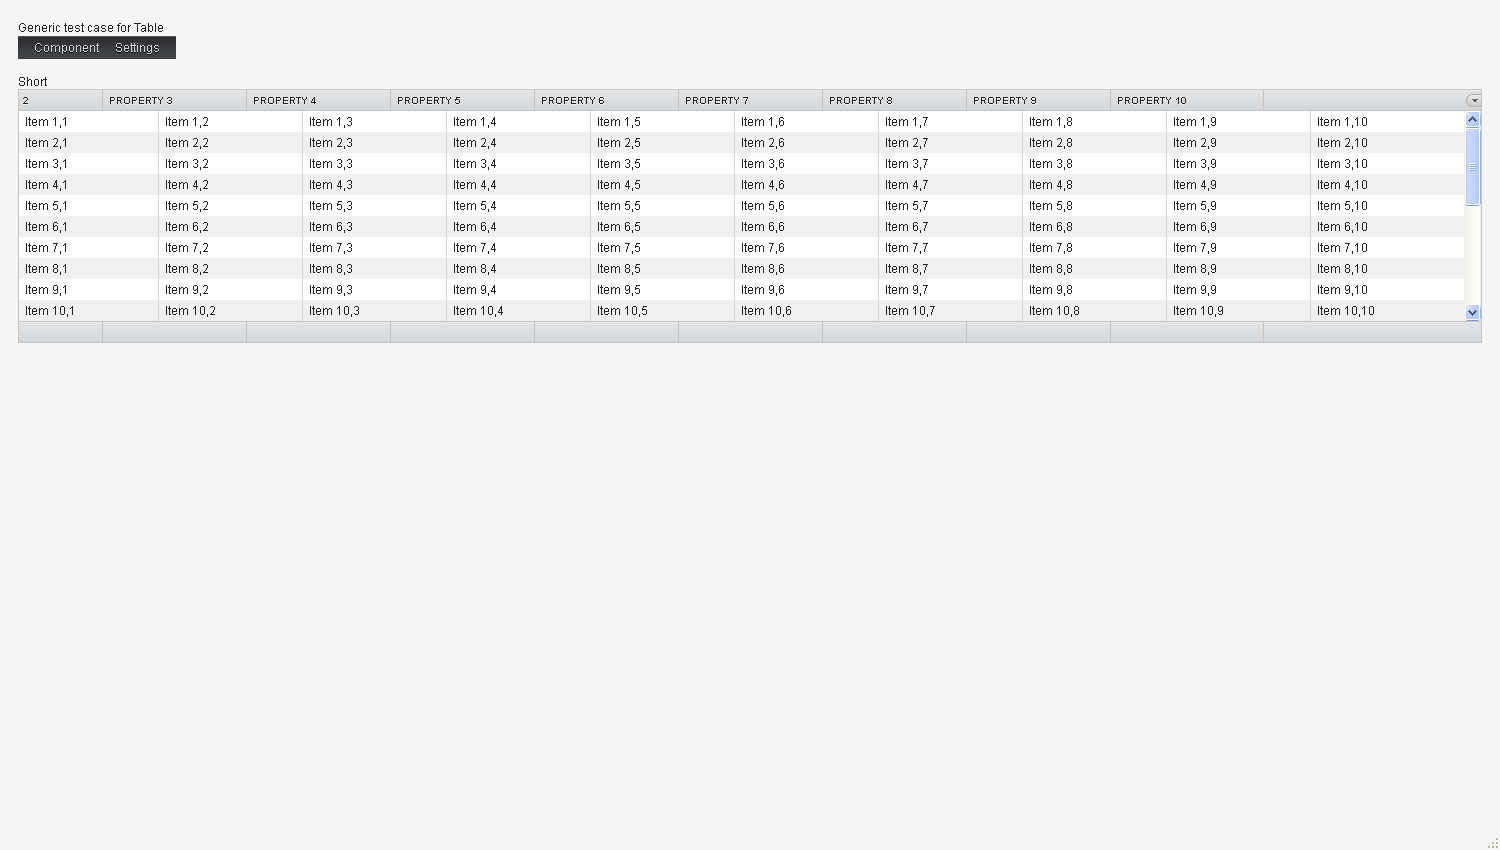 Generic test case for Table
Component Settings
Short
2 PROPERTY 3 PROPERTY 4 PROPERTY 5 PROPERTY 6 PROPERTY 7 PROPERTY 8 PROPERTY 9 PROPERTY 10
Item 1,1 Item 1,2 Item 1,3 Item 1,4 Item 1,5 Item 1,6 Item 1,7 Item 1,8 Item 1,9 Item 1,10
Item 2,1 Item 2,2 Item 2,3 Item 2,4 Item 2,5 Item 2,6 Item 2,7 Item 2,8 Item 2,9 Item 2,10
Item 3,1 Item 3,2 Item 3,3 Item 3,4 Item 3,5 Item 3,6 Item 3,7 Item 3,8 Item 3,9 Item 3,10
Item 4,1 Item 4,2 Item 4,3 Item 4,4 Item 4,5 Item 4,6 Item 4,7 Item 4,8 Item 4,9 Item 4,10
Item 5,1 Item 5,2 Item 5,3 Item 5,4 Item 5,5 Item 5,6 Item 5,7 Item 5,8 Item 5,9 Item 5,10
Item 6,1 Item 6,2 Item 6,3 Item 6,4 Item 6,5 Item 6,6 Item 6,7 Item 6,8 Item 6,9 Item 6,10
Item 7,1 Item 7,2 Item 7,3 Item 7,4 Item 7,5 Item 7,6 Item 7,7 Item 7,8 Item 7,9 Item 7,10
Item 8,1 Item 8,2 Item 8,3 Item 8,4 Item 8,5 Item 8,6 Item 8,7 Item 8,8 Item 8,9 Item 8,10
Item 9,1 Item 9,2 Item 9,3 Item 9,4 Item 9,5 Item 9,6 Item 9,7 Item 9,8 Item 9,9 Item 9,10
Item 10,1 Item 10,2 Item 10,3 Item 10,4 Item 10,5 Item 10,6 Item 10,7 Item 10,8 Item 10,9 Item 10,10